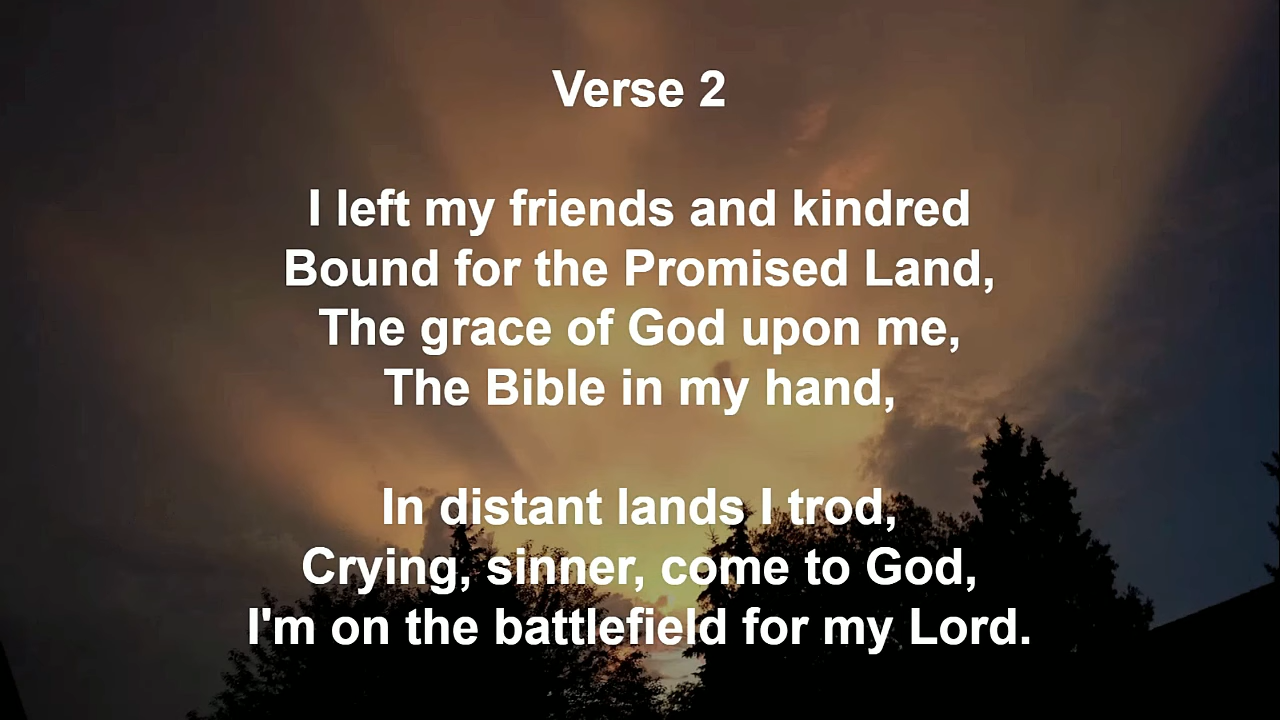 Verse 2
I left my friends and kindred
Bound for the Promised Land,
The grace of God upon me,
The Bible in my hand,
In distant lands I trod,
Crying, sinner, come to God,
I'm on the battlefield for my Lord.